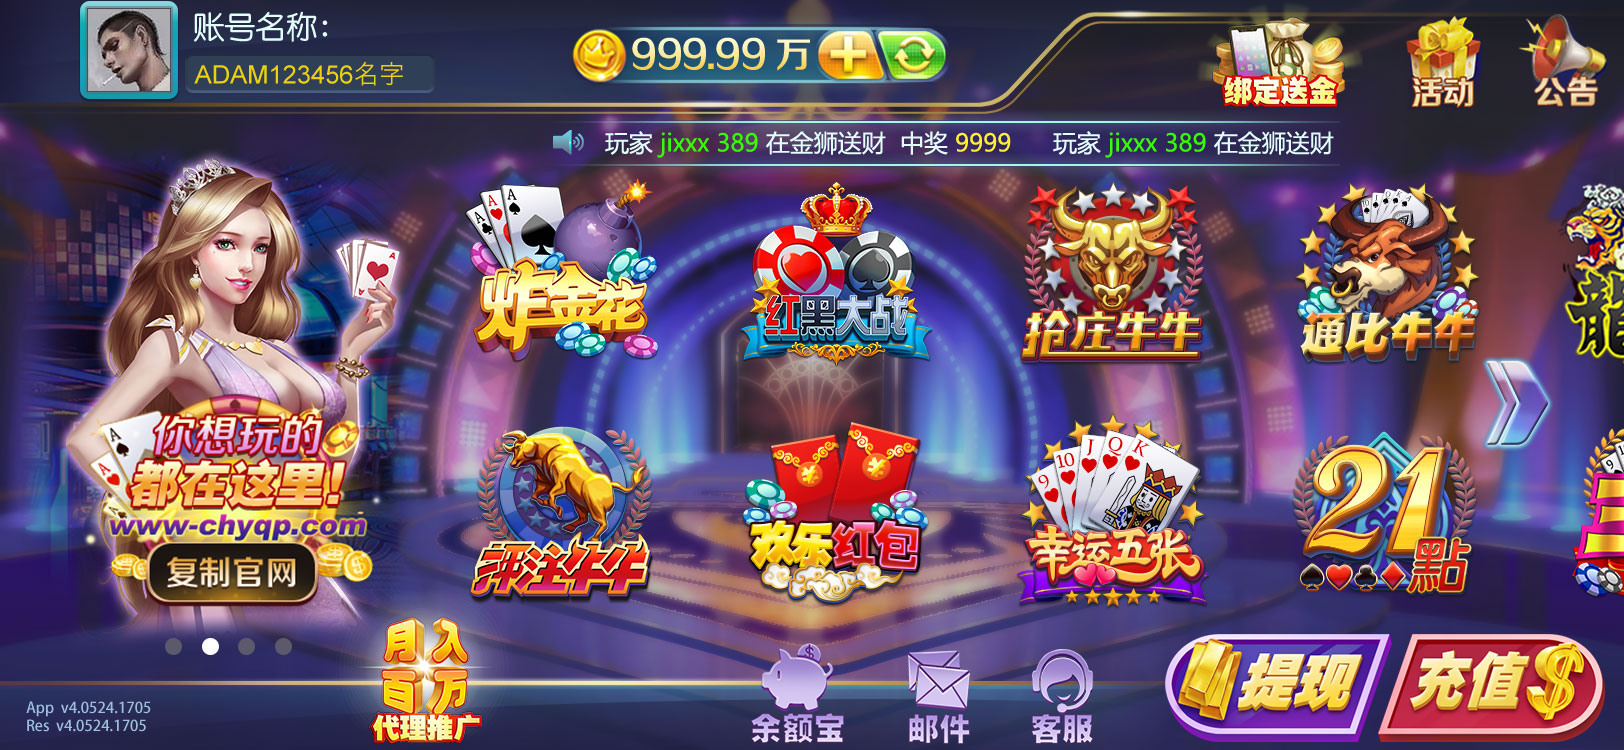 账号名称:
ADAM123456名字
999.99 万
绑定送金
活动
公告
玩家 jixxx 389 在金狮送财 中奖 9999 玩家 jixxx 389 在金狮送财
A A A
炸金花
红黑大战
抢庄牛牛
通比牛牛
龍
A
你想玩的
都在这里!
www-chyqp.com
复制官网
押注牛牛
欢乐红包
9 10 J Q K
幸运五张
21
點
月入
百万
代理推广
App v4.0524.1705
Res v4.0524.1705
余额宝
邮件
客服
提现
充值